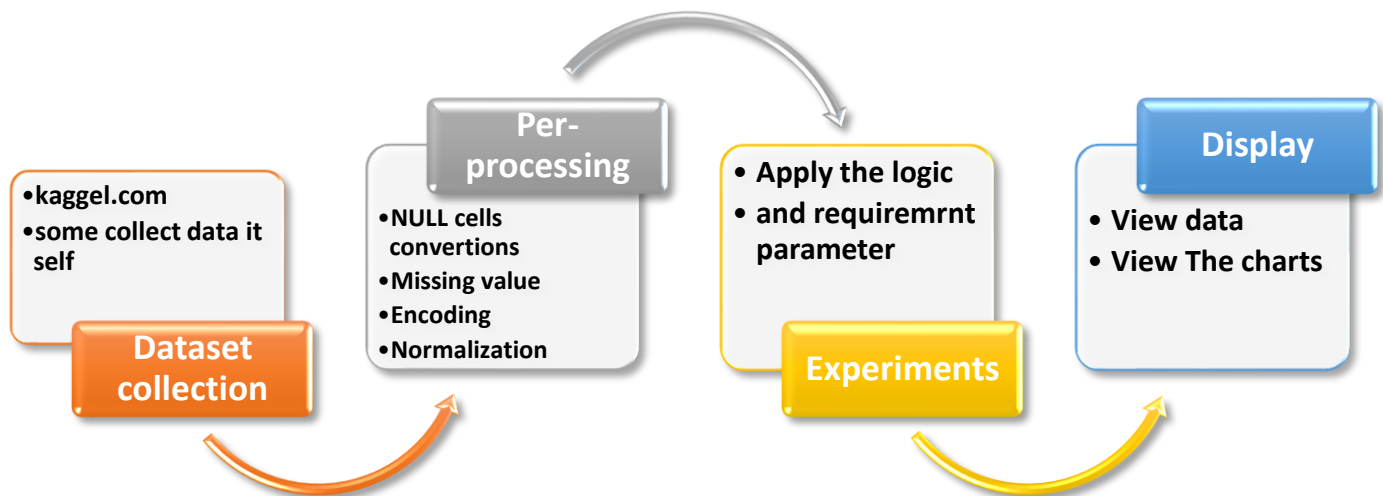 •kaggel.com
•some collect data it
self
Dataset
collection
Per-
processing
•NULL cells
convertions
•Missing value
•Encoding
•Normalization
• Apply the logic
• and requiremrnt
parameter
Experiments
Display
• View data
• View The charts